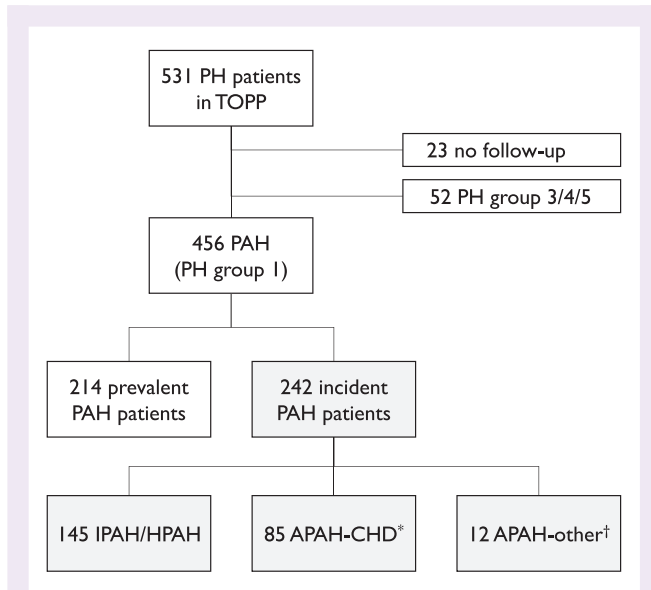 531 PH patients
in TOPP
23 no follow-up
52 PH group 3/4/5
456 PAH
(PH group 1)
214 prevalent
PAH patients
242 incident
PAH patients
145 IPAH/HPAH
85 APAH-CHD*
12 APAH-other†